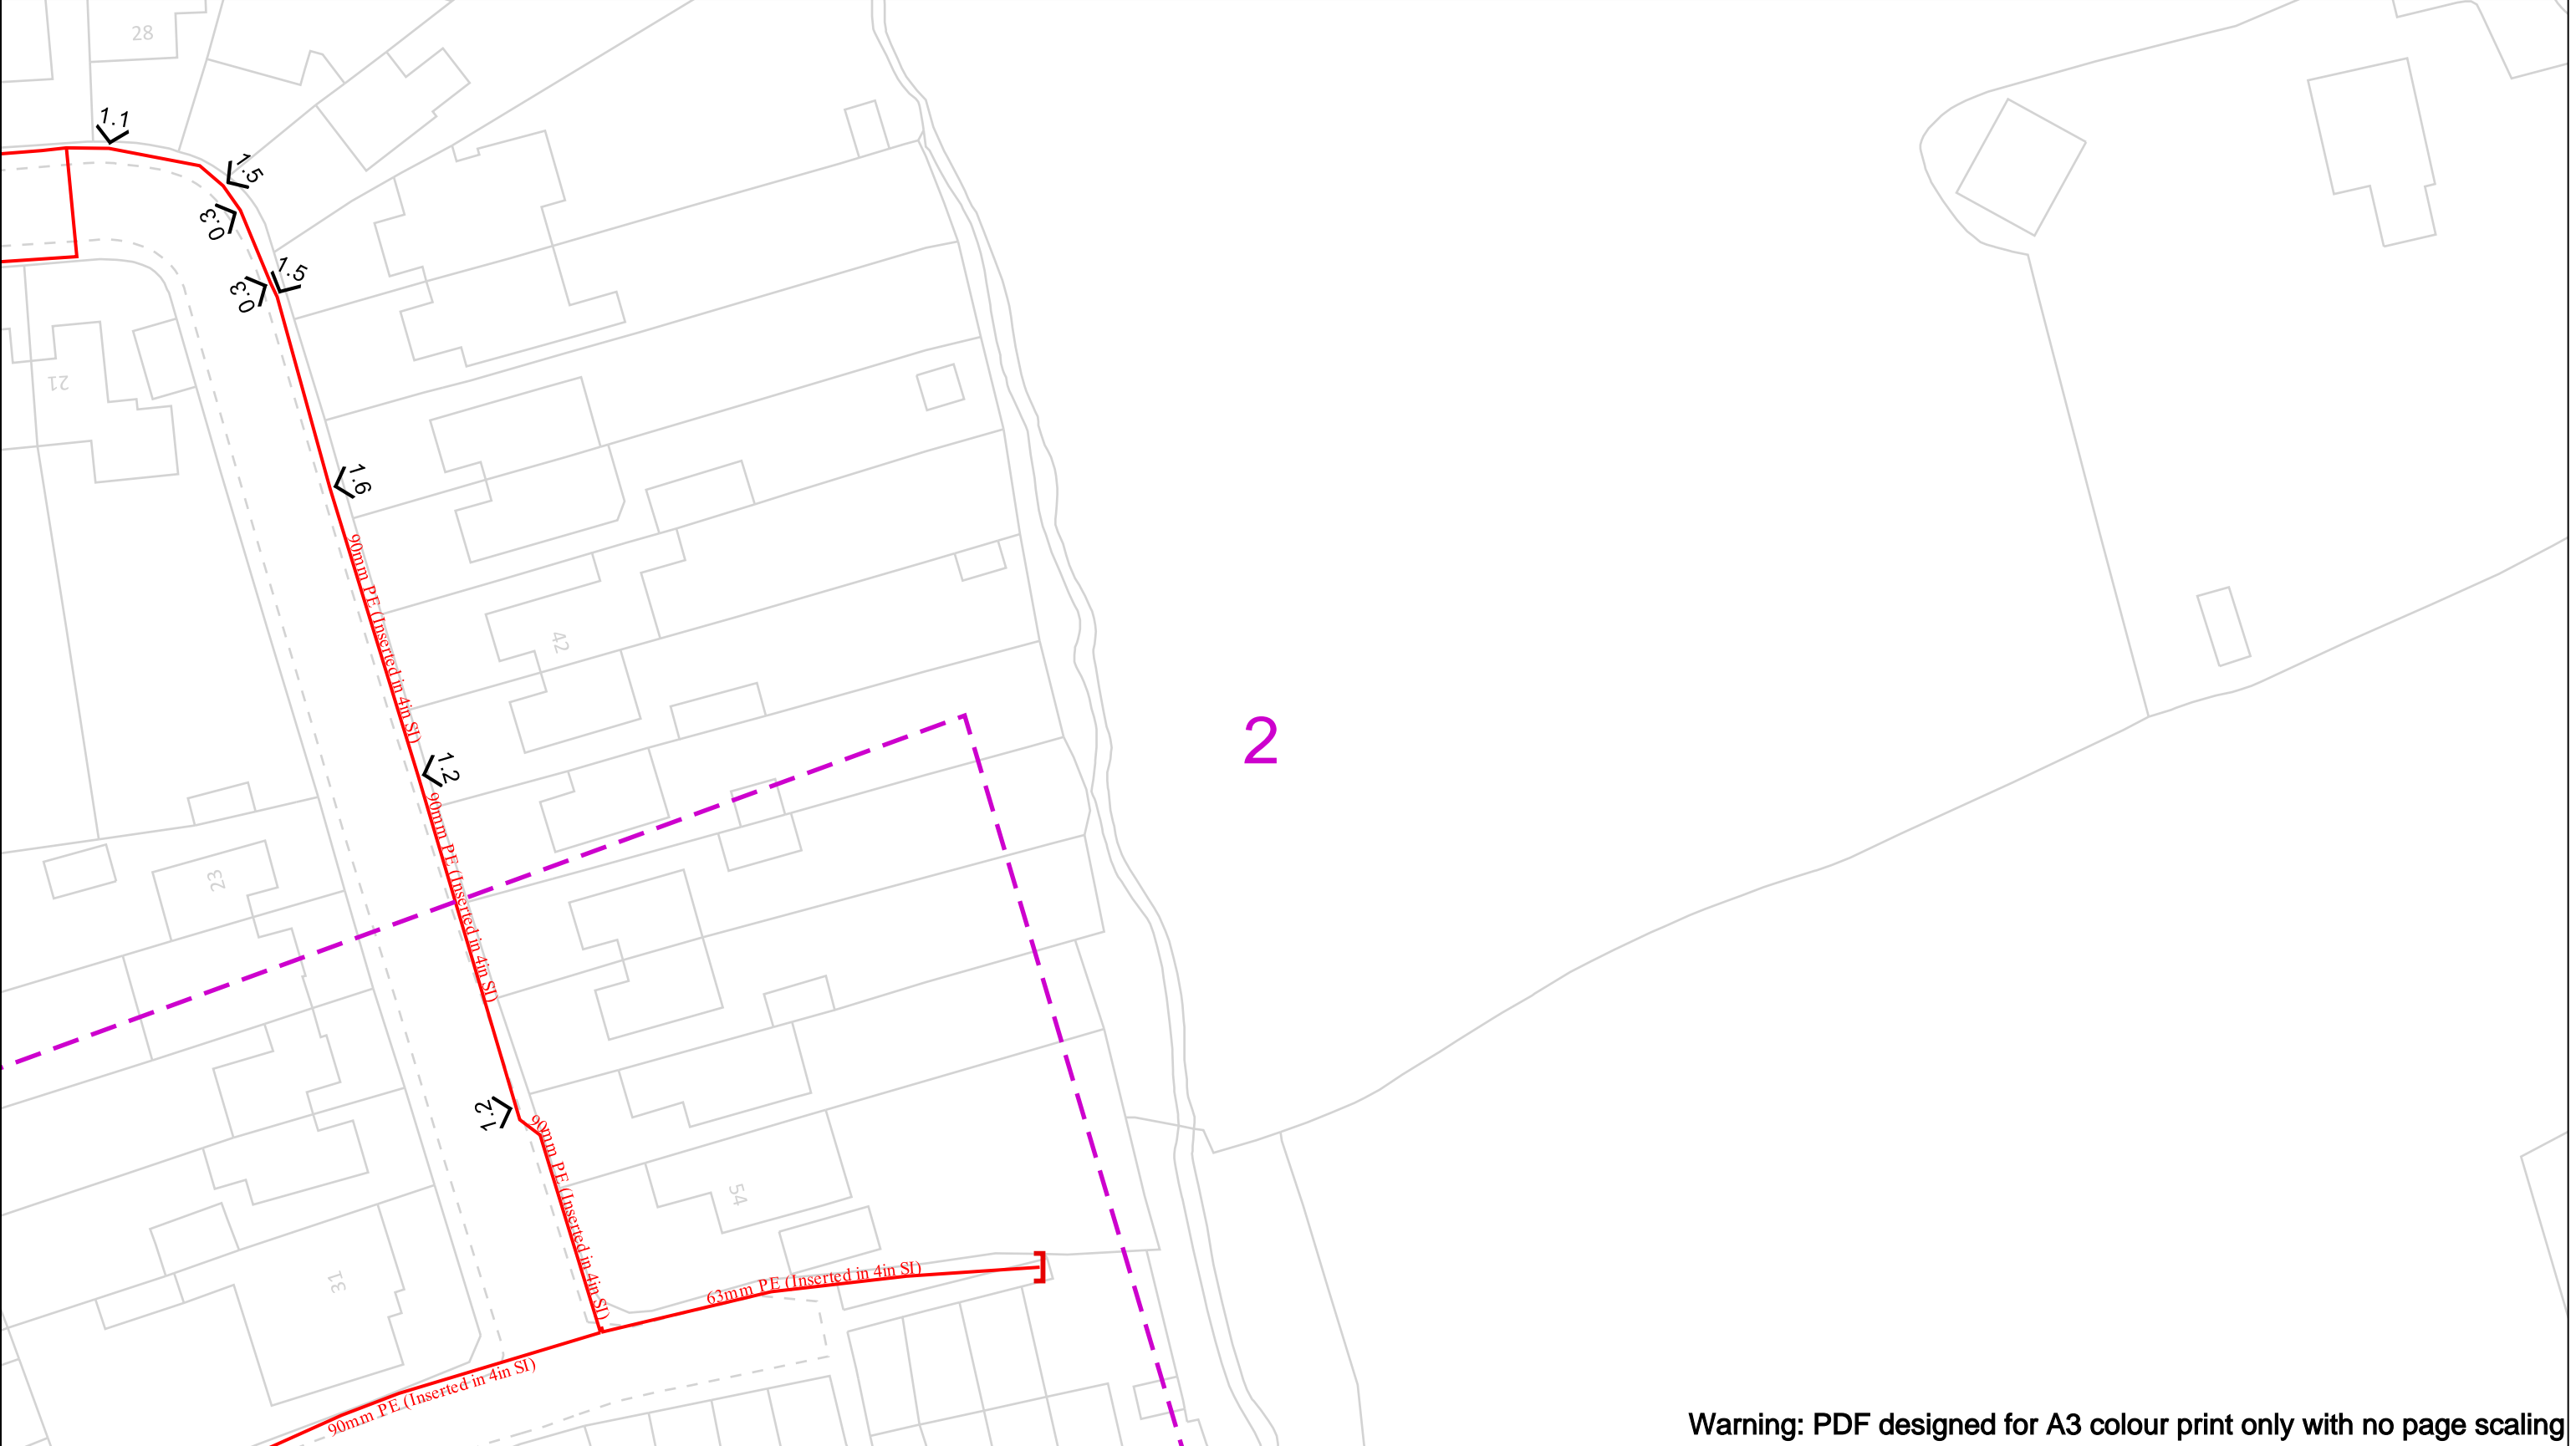 28
1.1
1.5
3.0
1.5
3.0
21
1.6
90mm PE (Inserted in 4in SI)
42
2
1.2
90mm PE (Inserted in 4in SI)
23
1.2
90mm PE (Inserted in 4in SI)
54
31
63mm PE (Inserted in 4in SI)
90mm PE (Inserted in 4in SI)
Warning: PDF designed for A3 colour print only with no page scaling